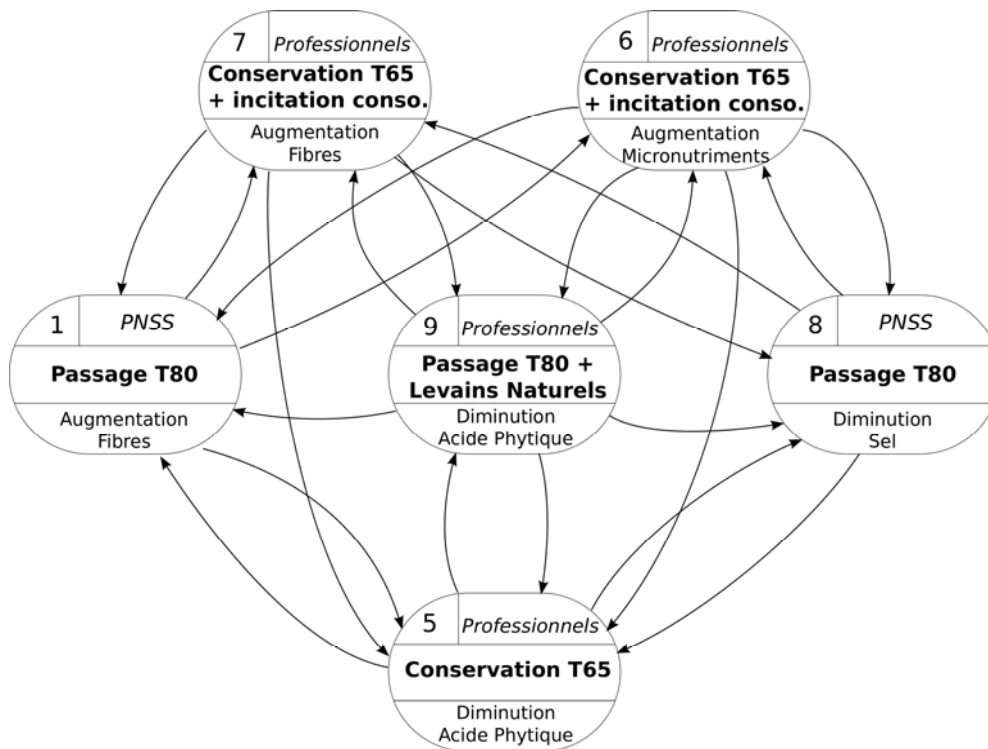 7 Professionnels
Conservation T65
+ incitation conso.
Augmentation
Fibres
6 Professionnels
Conservation T65
+ incitation conso.
Augmentation
Micronutriments
1 PNSS
Passage T80
Augmentation
Fibres
9 Professionnels
Passage T80 +
Levains Naturels
Diminution
Acide Phytique
8 PNSS
Passage T80
Diminution
Sel
5 Professionnels
Conservation T65
Diminution
Acide Phytique